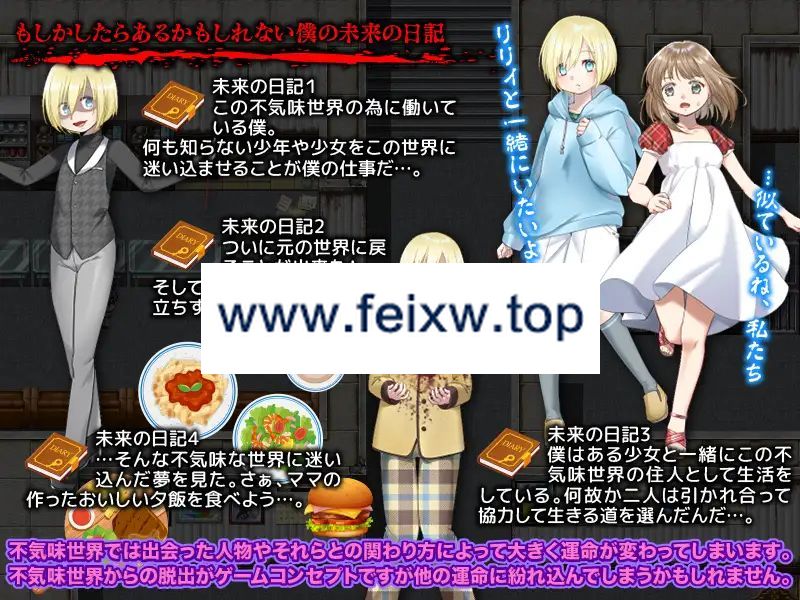 もしかしたらあるかもしれない僕の未来の日記
未来の日記1
この不気味世界の為に働いて
いる僕。
何も知らない少年や少女をこの世界に
迷い込ませることが僕の仕事だ…。
DIARY
リリィと一緒にいたいよ
…似ているね、私たち
未来の日記2
ついに元の世界に戻
そして
立ち
DIARY
www.feixw.top
未来の日記4
…そんな不気味な世界に迷い
込んだ夢を見た。さぁ、ママの
作ったおいしい夕飯を食べよう…。
DIARY
未来の日記3
僕はある少女と一緒にこの不
気味世界の住人として生活を
している。何故か二人は引かれ合って
協力して生きる道を選んだんだ…。
DIARY
不気味世界では出会った人物やそれらとの関わり方によって大きく運命が変わってしまいます。
不気味世界からの脱出がゲームコンセプトですが他の運命に紛れ込んでしまうかもしれません。